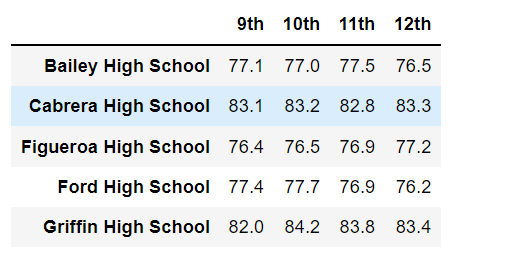 9th 10th 11th 12th
Bailey High School 77.1 77.0 77.5 76.5
Cabrera High School 83.1 83.2 82.8 83.3
Figueroa High School 76.4 76.5 76.9 77.2
Ford High School 77.4 77.7 76.9 76.2
Griffin High School 82.0 84.2 83.8 83.4